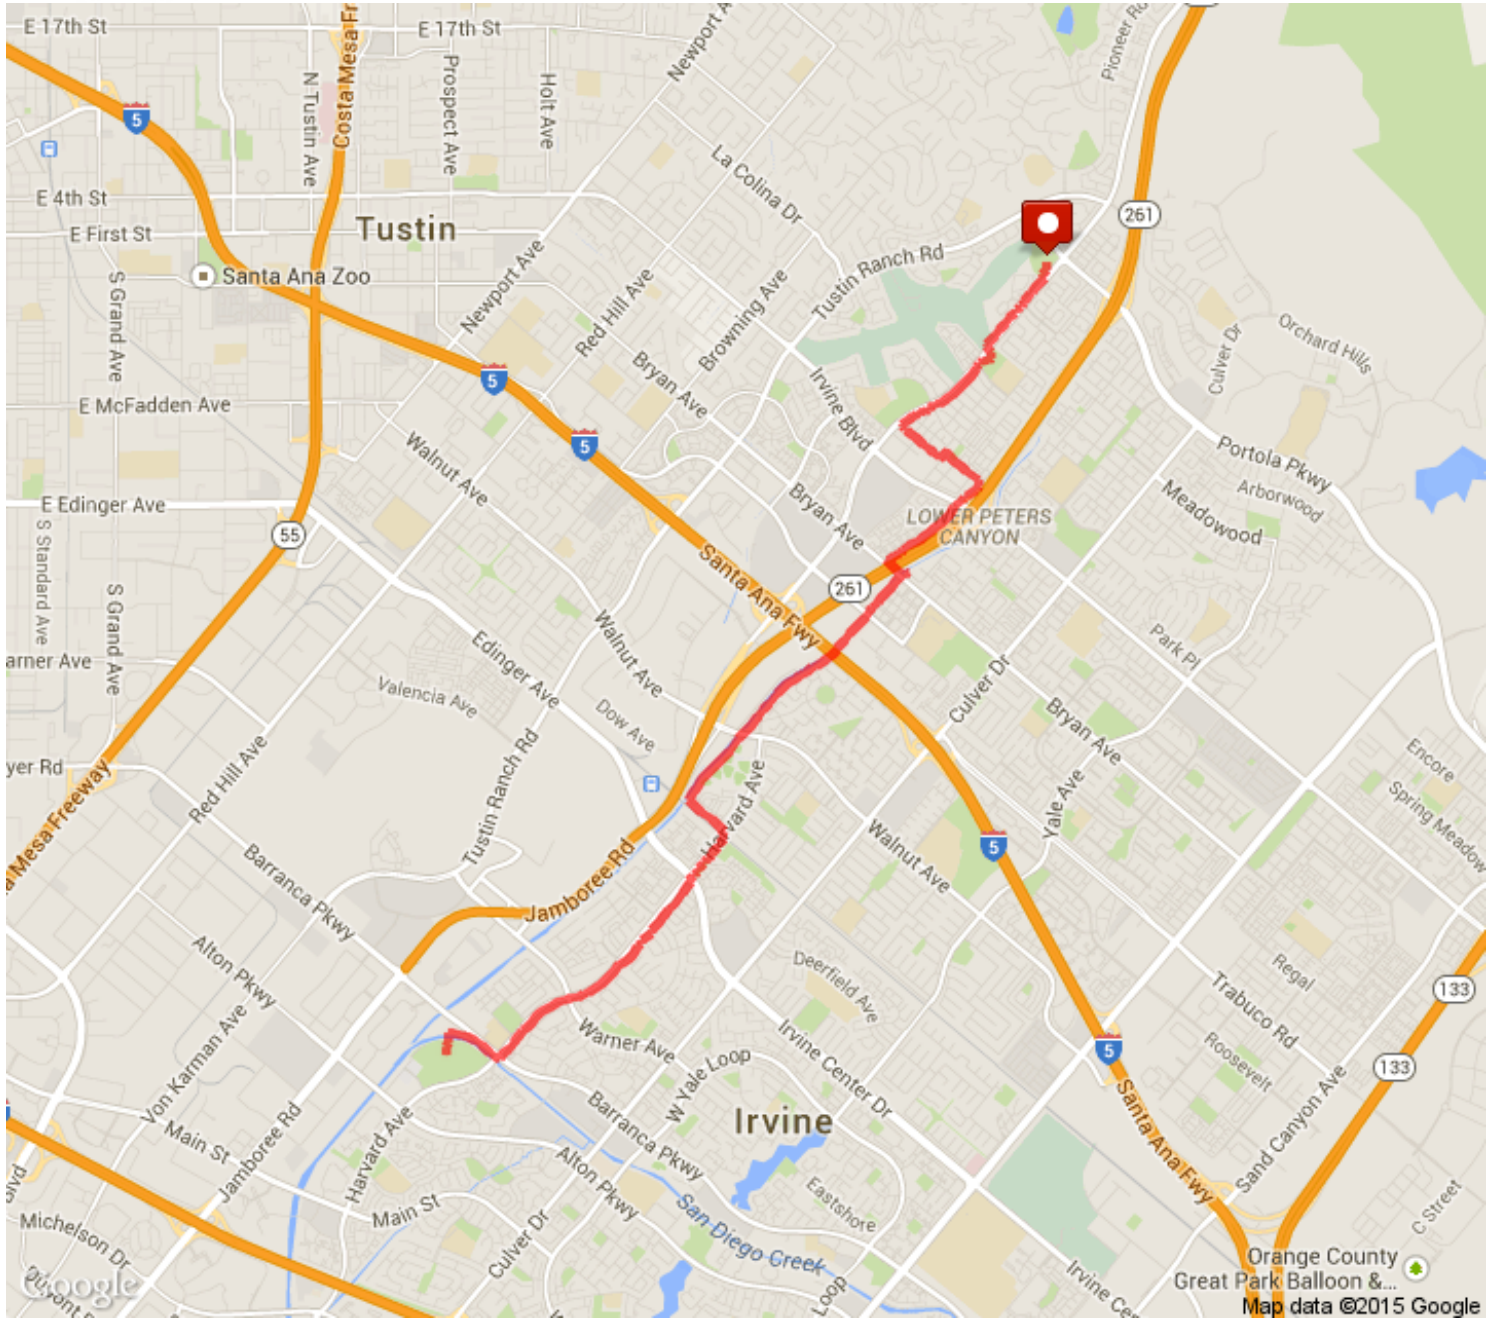 E 17th St
E 17th St
Costa Mesa Fr
N Tustin Ave
Prospect Ave
Holt Ave
Newport A
Pioneer Rd
5
La Colina Dr
E 4th St
E First St
Tustin
261
Santa Ana Zoo
Tustin Ranch Rd
S Grand Ave
Newport Ave
Red Hill Ave
Browning Ave
Orchard Hills
Culver Dr
5
Bryan Ave
Irvine Blvd
E McFadden Ave
5
Walnut Ave
Portola Pkwy
Arborwood
Meadowood
E Edinger Ave
55
Bryan Ave
LOWER PETERS
CANYON
S Standard Ave
S Grand Ave
Santa Ana Fwy
261
Park Pl
arner Ave
Edinger Ave
Walnut Ave
Valencia Ave
Dow Ave
Culver Dr
Bryan Ave
yer Rd
a Mesa Freeway
Red Hill Ave
Tustin Ranch Rd
Harvard Ave
Yale Ave
Encore
Spring Meadow
5
Walnut Ave
Barranca Pkwy
Jamboree Rd
Alton Pkwy
Deerfield Ave
Regal
133
Trabuco Rd
Von Karman Ave
Warner Ave
Irvine Center Dr
5
Roosevelt
133
W Yale Loop
Main St
Jamboree Rd
Harvard Ave
Barranca Pkwy
Irvine
Santa Ana Fwy
Sand Canyon Ave
Alton Pkwy
Eastshore
olvd
Main St
Michelson Dr
Culver Dr
San Diego Creek
C Street
Loop
Irvine Cen
Orange County
Great Park Balloon &...
Google
Map data ©2015 Google